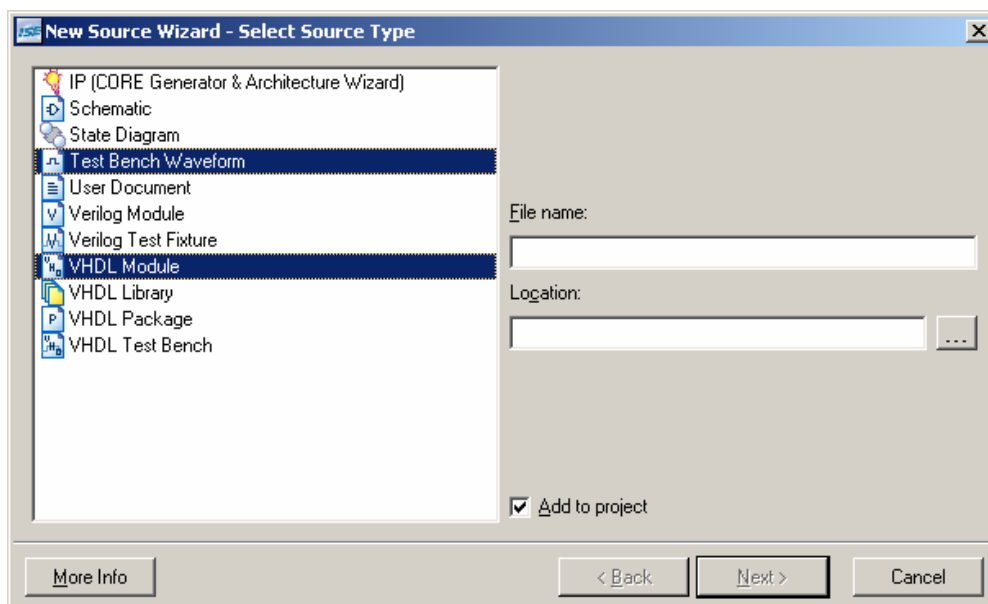 ISE New Source Wizard - Select Source Type
IP (CORE Generator & Architecture Wizard)
Schematic
State Diagram
Test Bench Waveform
User Document
Verilog Module
Verilog Test Fixture
VHDL Module
VHDL Library
VHDL Package
VHDL Test Bench
File name:
Location:
...
Add to project
More Info
< Back
Next >
Cancel